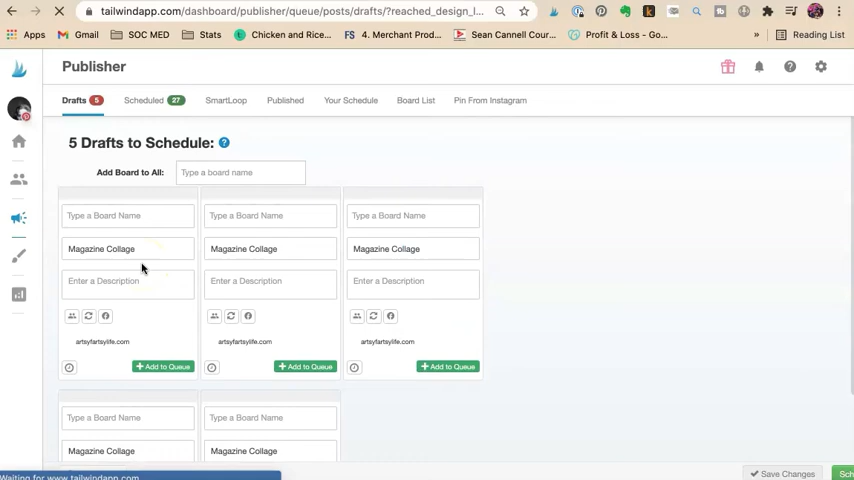 tailwindapp.com/dashboard/publisher/queue/posts/drafts/?reached_design_l...
Apps Gmail SOC MED Stats Chicken and Rice... FS 4. Merchant Prod... Sean Cannell Cour... Profit & Loss - Go... » Reading List
Publisher
Drafts 5 Scheduled 27 SmartLoop Published Your Schedule Board List Pin From Instagram
5 Drafts to Schedule: ?
Add Board to All: Type a board name
Type a Board Name Type a Board Name Type a Board Name
Magazine Collage Magazine Collage Magazine Collage
Enter a Description Enter a Description Enter a Description
artsyfartsylife.com artsyfartsylife.com artsyfartsylife.com
+ Add to Queue + Add to Queue + Add to Queue
Type a Board Name Type a Board Name
Magazine Collage Magazine Collage
Save Changes Sch
Waiting for www.tailwindapp.com